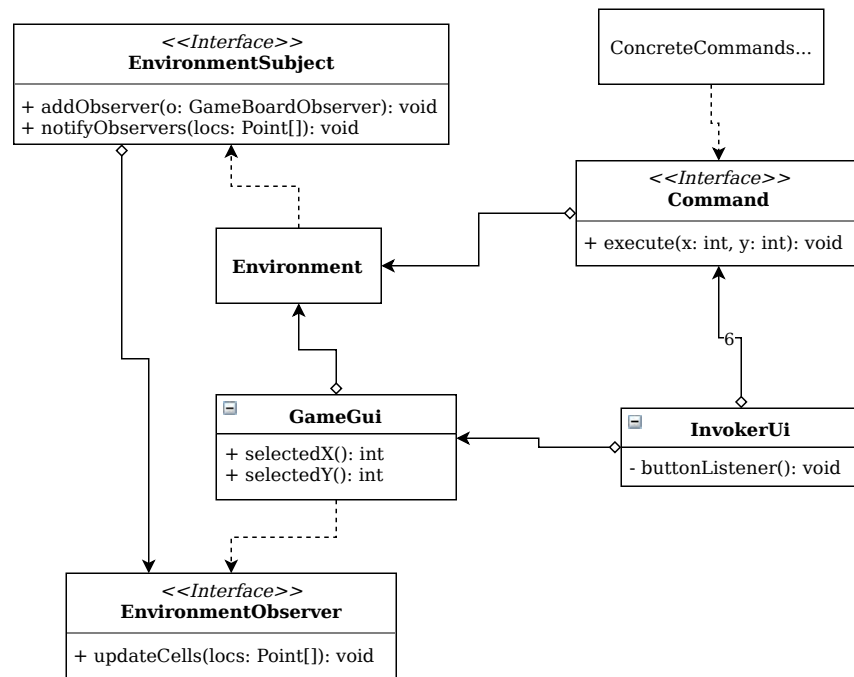 <<Interface>>
EnvironmentSubject
+ addObserver(o: GameBoardObserver): void
+ notifyObservers(locs: Point[]): void
ConcreteCommands...
<<Interface>>
Command
+ execute(x: int, y: int): void
Environment
6
GameGui
+ selectedX(): int
+ selectedY(): int
InvokerUi
- buttonListener(): void
<<Interface>>
EnvironmentObserver
+ updateCells(locs: Point[]): void